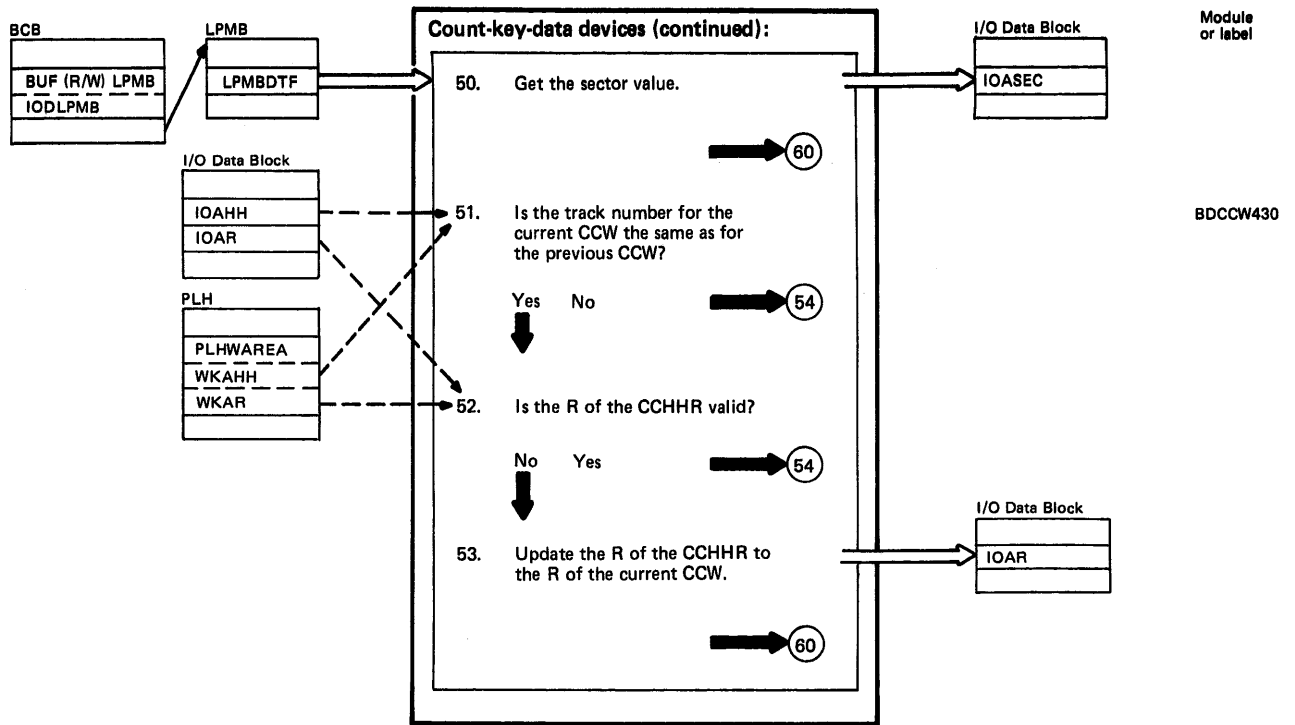 BCB
BUF (R/W) LPMB
IODLPMB
LPMB
LPMBDTF
Count-key-data devices (continued):
I/O Data Block
IOASEC
Module
or label
50. Get the sector value.
60
I/O Data Block
IOAHH
IOAR
51. Is the track number for the
current CCW the same as for
the previous CCW?
BDCCW430
Yes No
54
PLH
PLHWAREA
WKAHH
WKAR
52. Is the R of the CCHHR valid?
No Yes
54
53. Update the R of the CCHHR to
the R of the current CCW.
I/O Data Block
IOAR
60